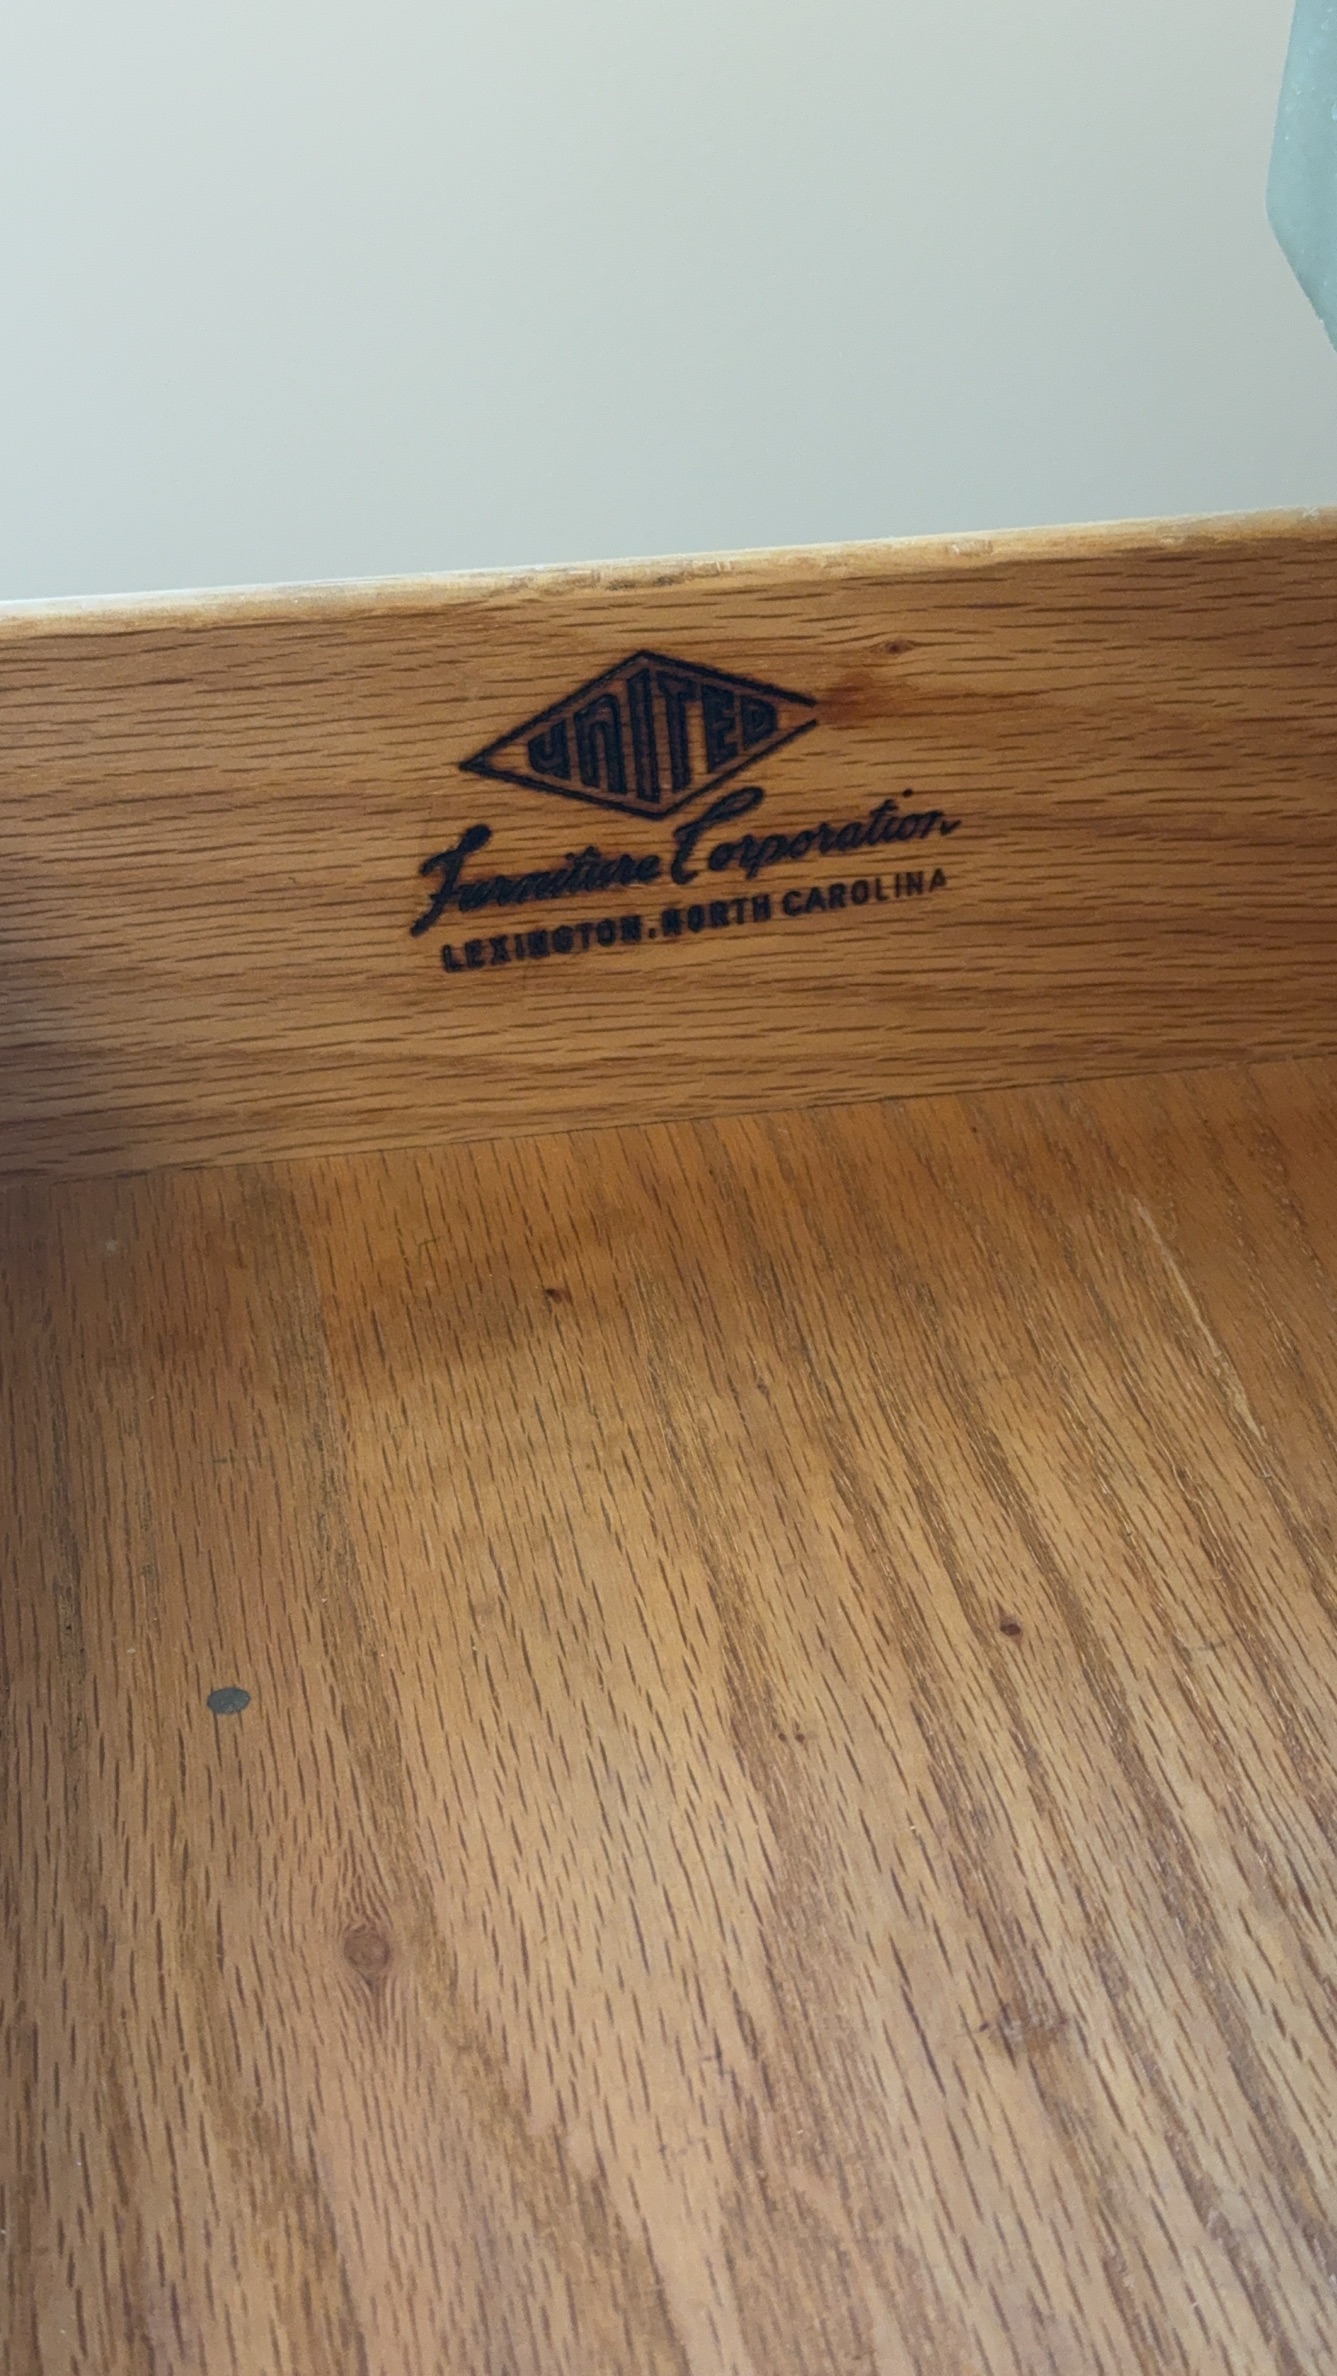 UNITED
Furniture Corporation
LEXINGTON, NORTH CAROLINA